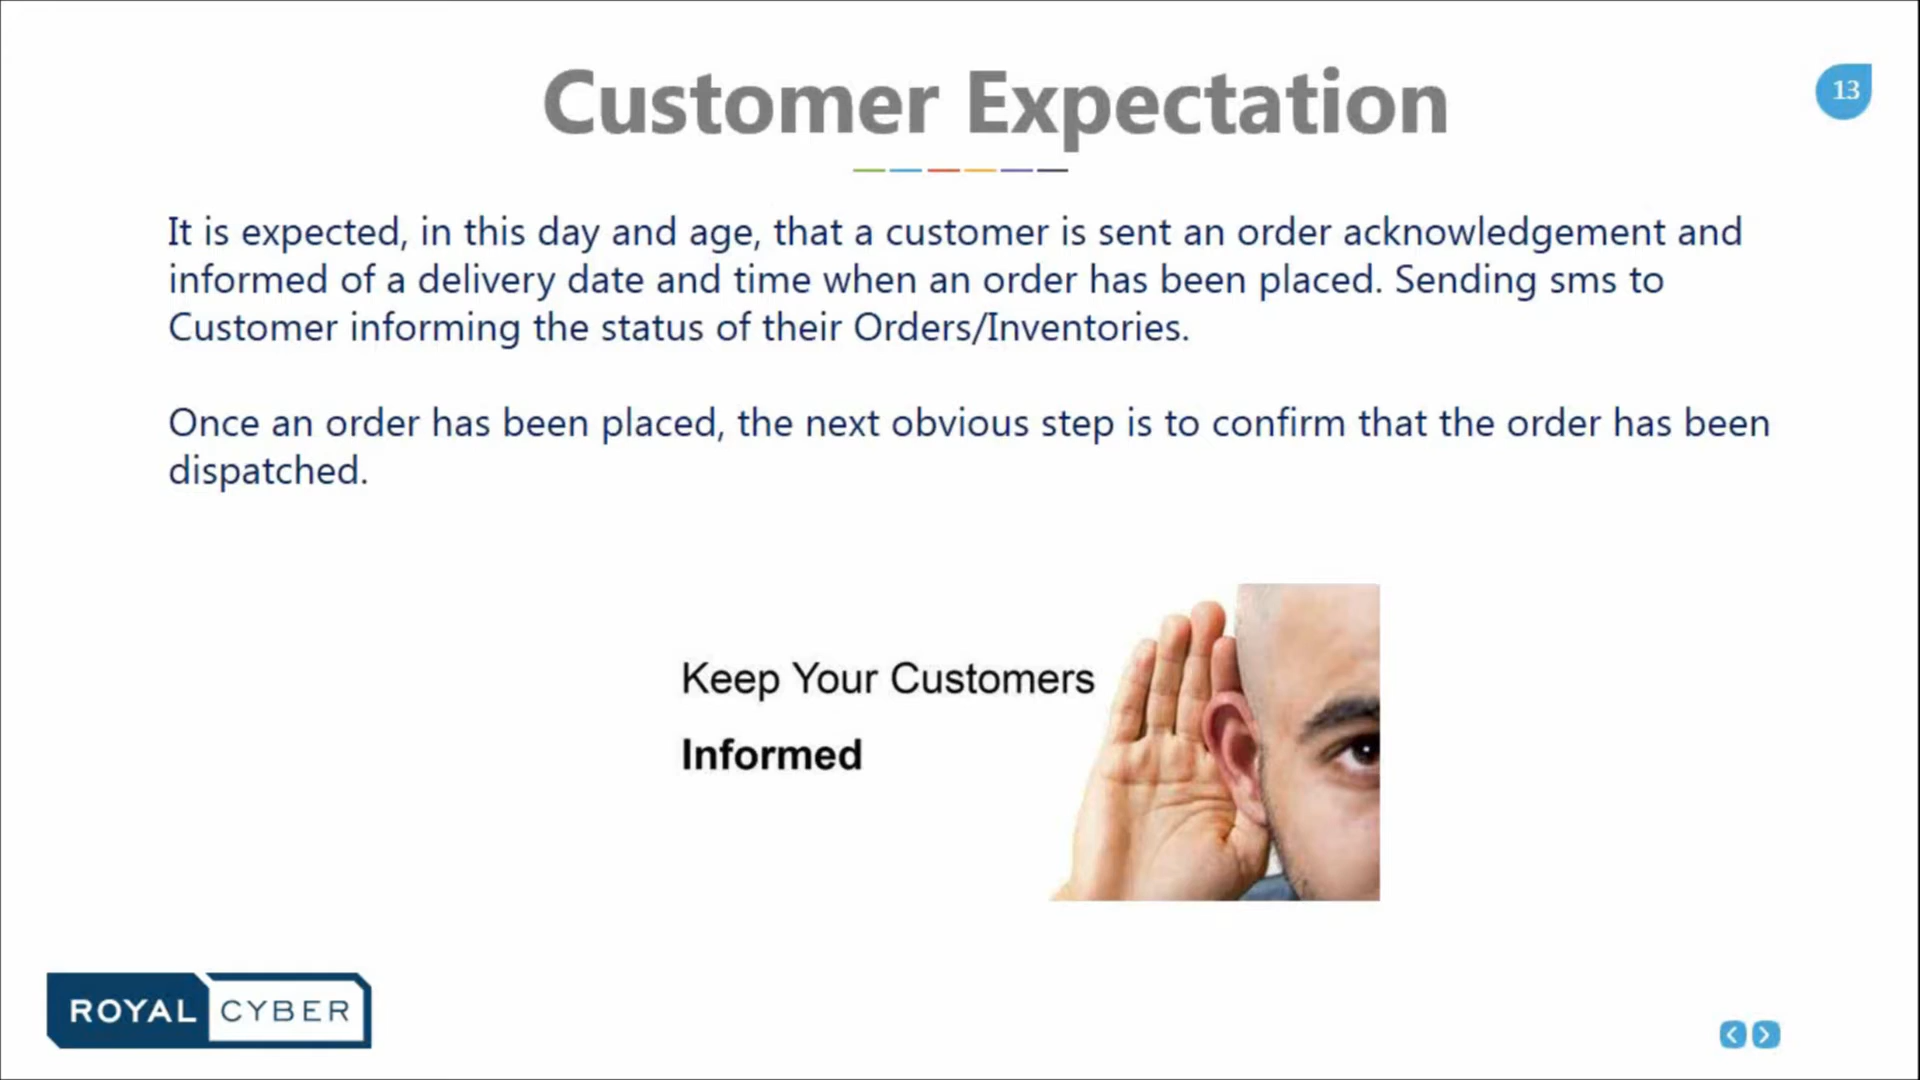 Customer Expectation
13
It is expected, in this day and age, that a customer is sent an order acknowledgement and
informed of a delivery date and time when an order has been placed. Sending sms to
Customer informing the status of their Orders/Inventories.
Once an order has been placed, the next obvious step is to confirm that the order has been
dispatched.
Keep Your Customers
Informed
ROYAL CYBER